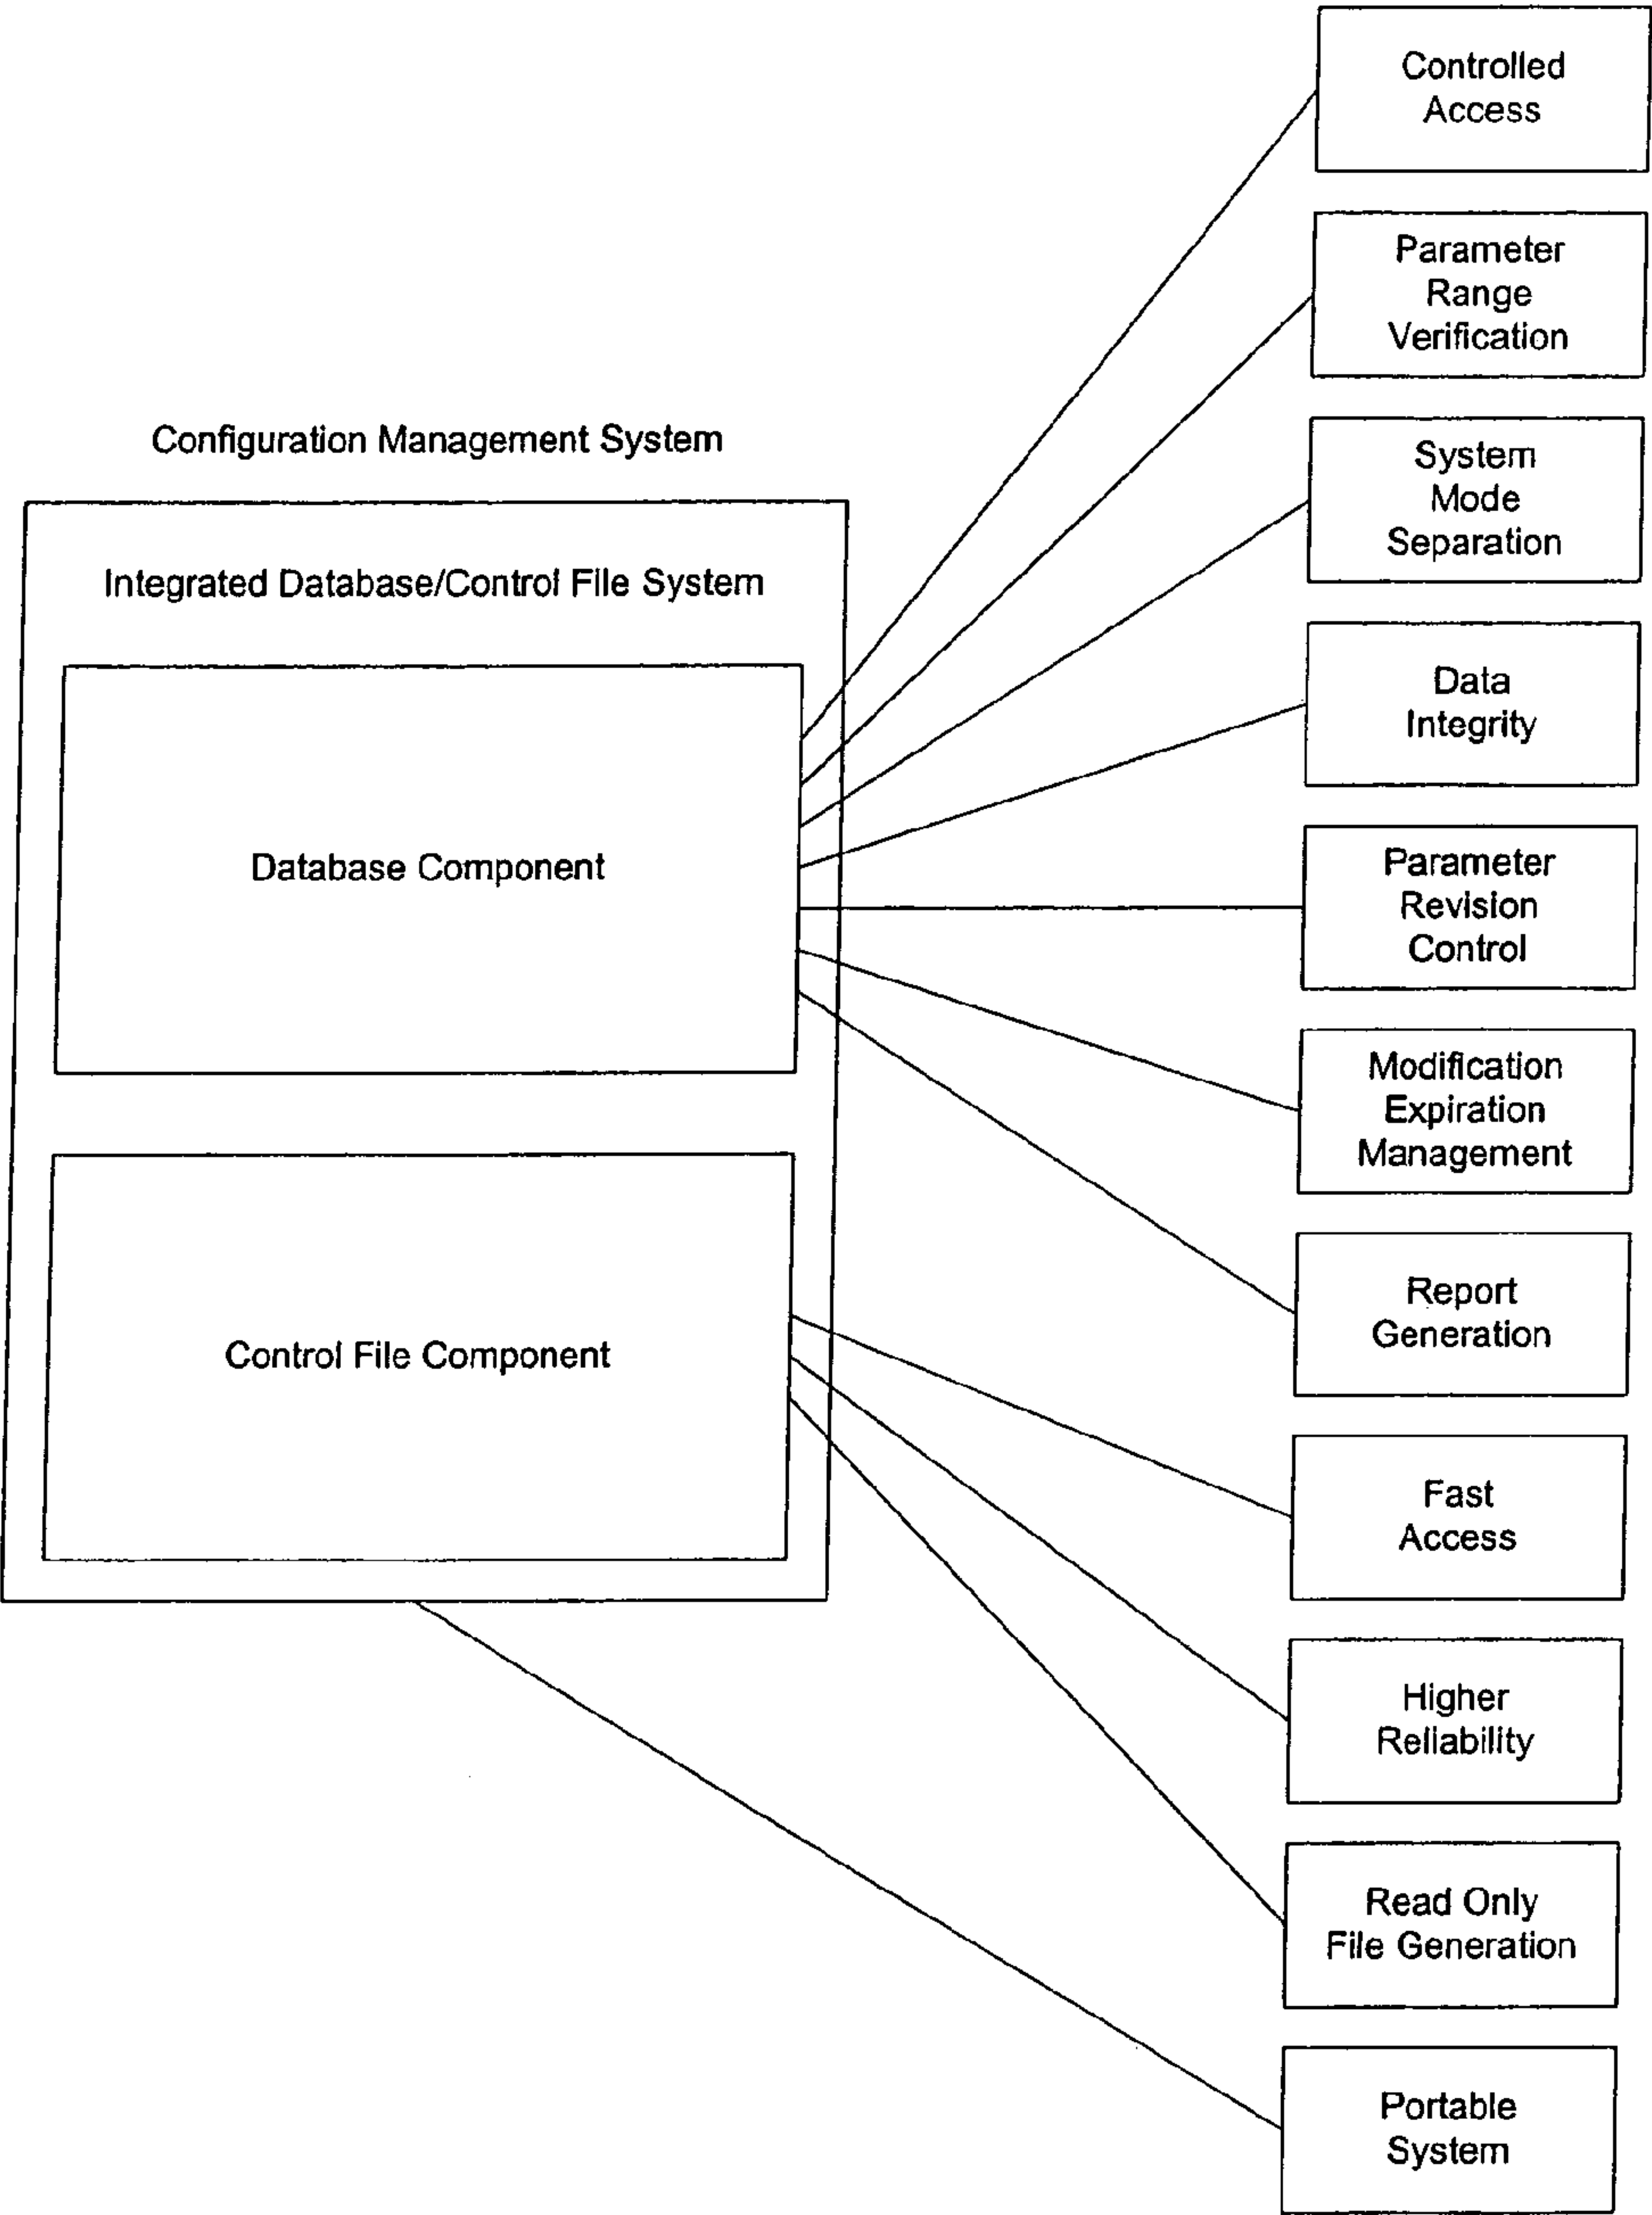 Configuration Management System
Integrated Database/Control File System
Database Component
Control File Component
Controlled
Access
Parameter
Range
Verification
System
Mode
Separation
Data
Integrity
Parameter
Revision
Control
Modification
Expiration
Management
Report
Generation
Fast
Access
Higher
Reliability
Read Only
File Generation
Portable
System